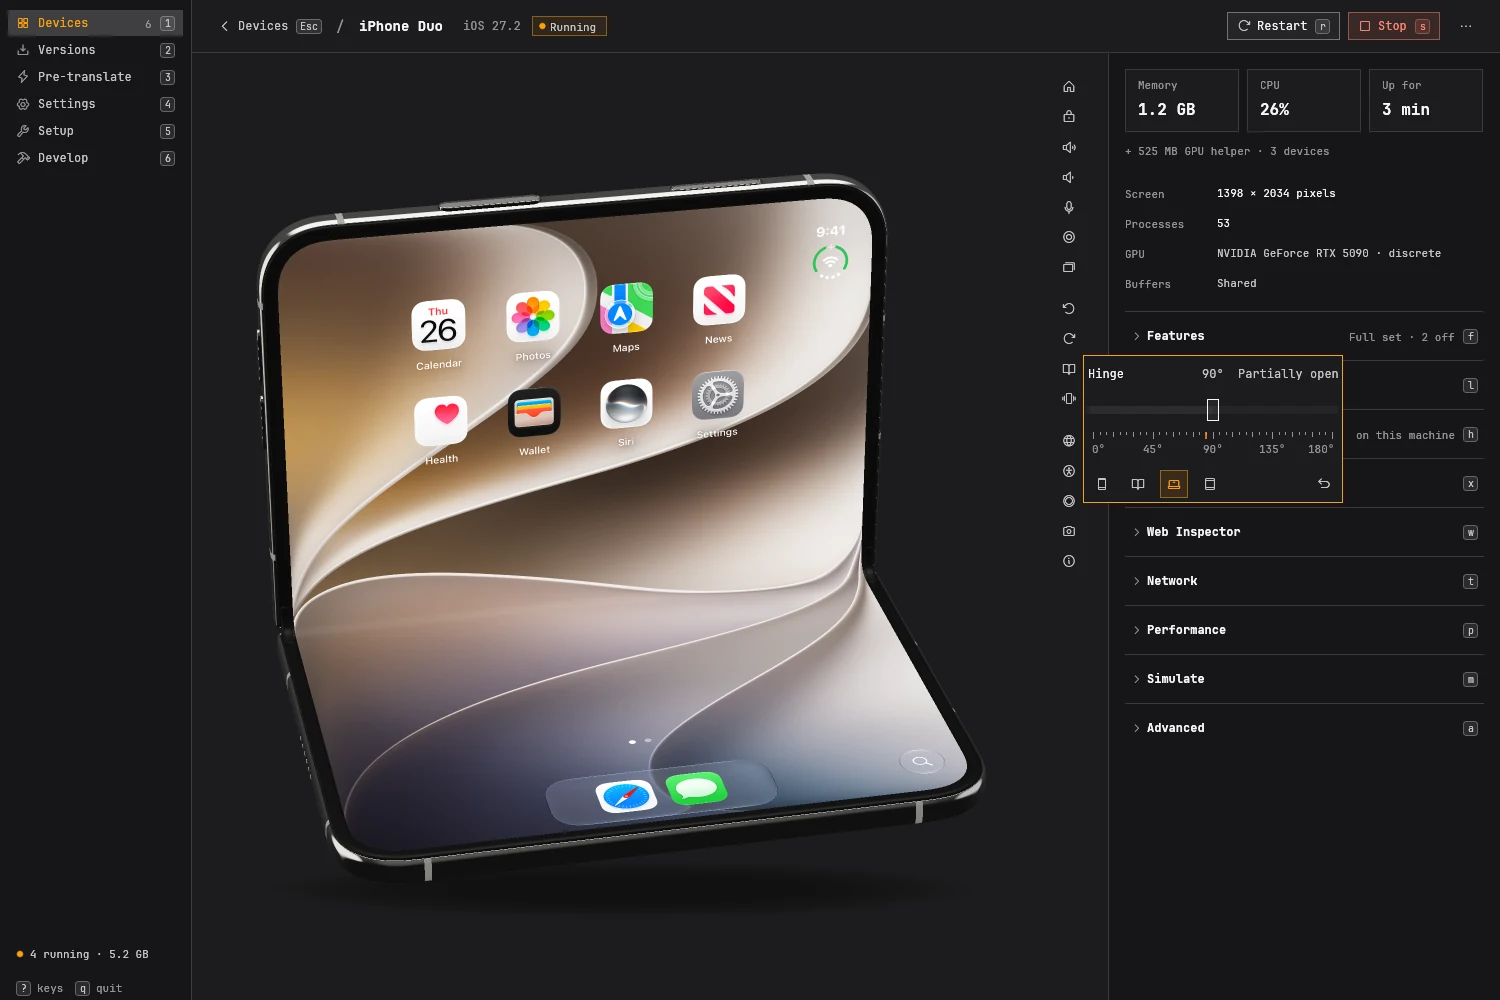 Devices 6 1
Versions 2
Pre-translate 3
Settings 4
Setup 5
Develop 6
4 running · 5.2 GB
? keys q quit
Devices Esc / iPhone Duo iOS 27.2 Running
Restart r Stop s ...
9:41
Thu
26
Calendar
Photos
Maps
News
Health
Wallet
Siri
Settings
Memory
1.2 GB
CPU
26%
Up for
3 min
+ 525 MB GPU helper · 3 devices
Screen 1398 × 2034 pixels
Processes 53
GPU NVIDIA GeForce RTX 5090 · discrete
Buffers Shared
Features Full set · 2 off f
Hinge 90° Partially open
0° 45° 90° 135° 180°
l
on this machine h
x
Web Inspector w
Network t
Performance p
Simulate m
Advanced a